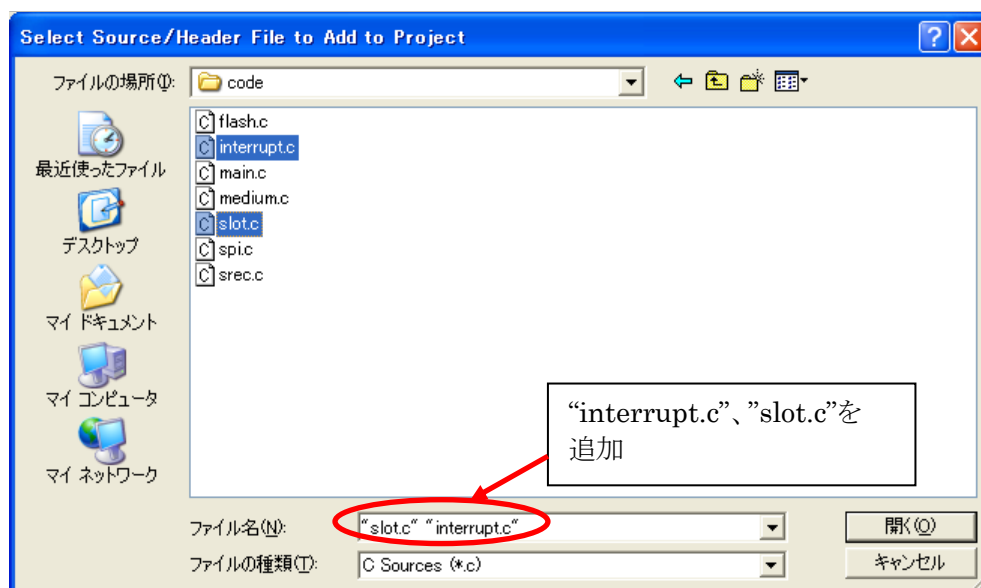 Select Source/Header File to Add to Project
ファイルの場所(I):
code
flash.c
interrupt.c
main.c
medium.c
slot.c
spi.c
srec.c
最近使ったファイル
デスクトップ
マイ ドキュメント
マイ コンピュータ
マイ ネットワーク
“interrupt.c”、”slot.c”を
追加
ファイル名(N):
"slot.c" "interrupt.c"
開く(O)
ファイルの種類(T):
C Sources (*.c)
キャンセル